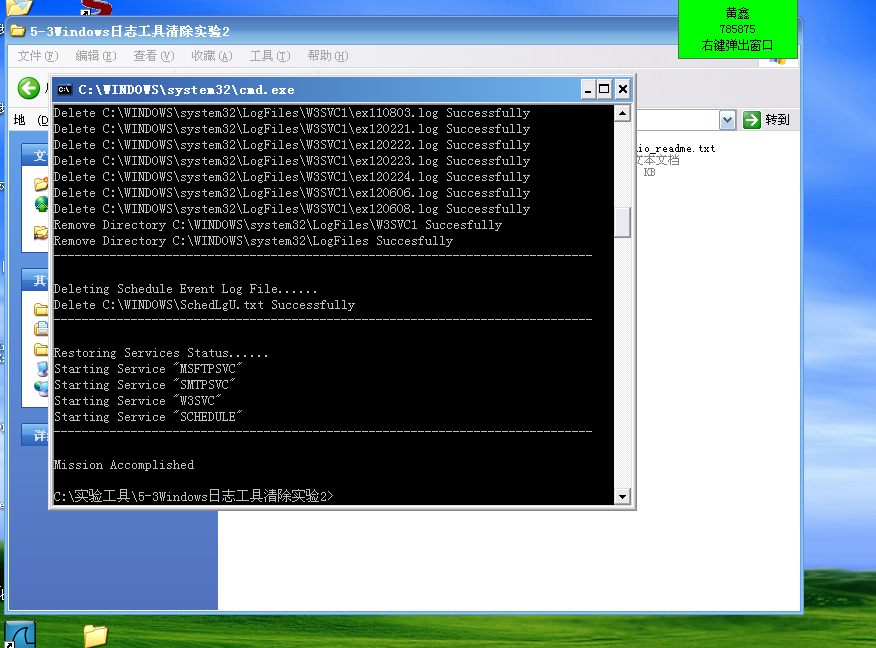 黄鑫
785875
右键弹出窗口
5-3Windows日志工具清除实验2
文件(F) 编辑(E) 查看(V) 收藏(A) 工具(T) 帮助(H)
C:\WINDOWS\system32\cmd.exe
地 (D
转到
文
其
详
io_readme.txt
文本文档
KB
Delete C:\WINDOWS\system32\LogFiles\W3SVC1\ex110803.log Successfully
Delete C:\WINDOWS\system32\LogFiles\W3SVC1\ex120221.log Successfully
Delete C:\WINDOWS\system32\LogFiles\W3SVC1\ex120222.log Successfully
Delete C:\WINDOWS\system32\LogFiles\W3SVC1\ex120223.log Successfully
Delete C:\WINDOWS\system32\LogFiles\W3SVC1\ex120224.log Successfully
Delete C:\WINDOWS\system32\LogFiles\W3SVC1\ex120606.log Successfully
Delete C:\WINDOWS\system32\LogFiles\W3SVC1\ex120608.log Successfully
Remove Directory C:\WINDOWS\system32\LogFiles\W3SVC1 Succesfully
Remove Directory C:\WINDOWS\system32\LogFiles Succesfully
Deleting Schedule Event Log File......
Delete C:\WINDOWS\SchedLgU.txt Successfully
Restoring Services Status......
Starting Service "MSFTPSVC"
Starting Service "SMTPSVC"
Starting Service "W3SVC"
Starting Service "SCHEDULE"
Mission Accomplished
C:\实验工具\5-3Windows日志工具清除实验2>